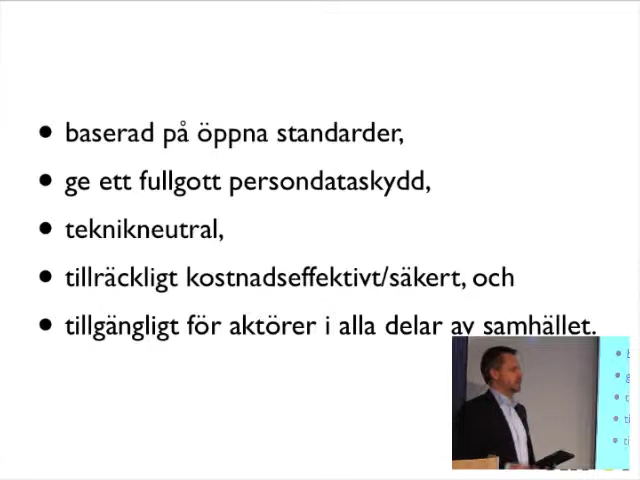 • baserad på öppna standarder,
• ge ett fullgott persondataskydd,
• teknikneutral,
• tillräckligt kostnadseffektivt/säkert, och
• tillgängligt för aktörer i alla delar av samhället.